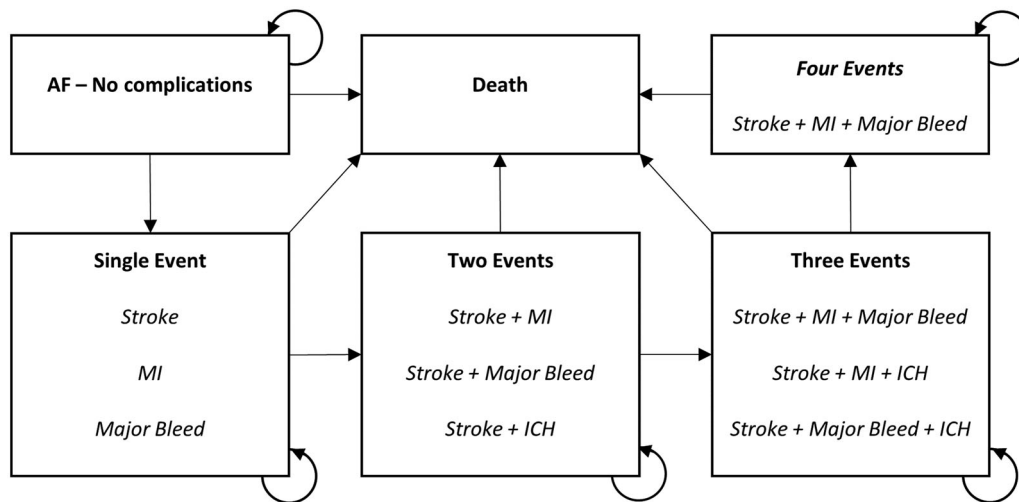 AF – No complications
Death
Four Events
Stroke + MI + Major Bleed
Single Event
Stroke
MI
Major Bleed
Two Events
Stroke + MI
Stroke + Major Bleed
Stroke + ICH
Three Events
Stroke + MI + Major Bleed
Stroke + MI + ICH
Stroke + Major Bleed + ICH